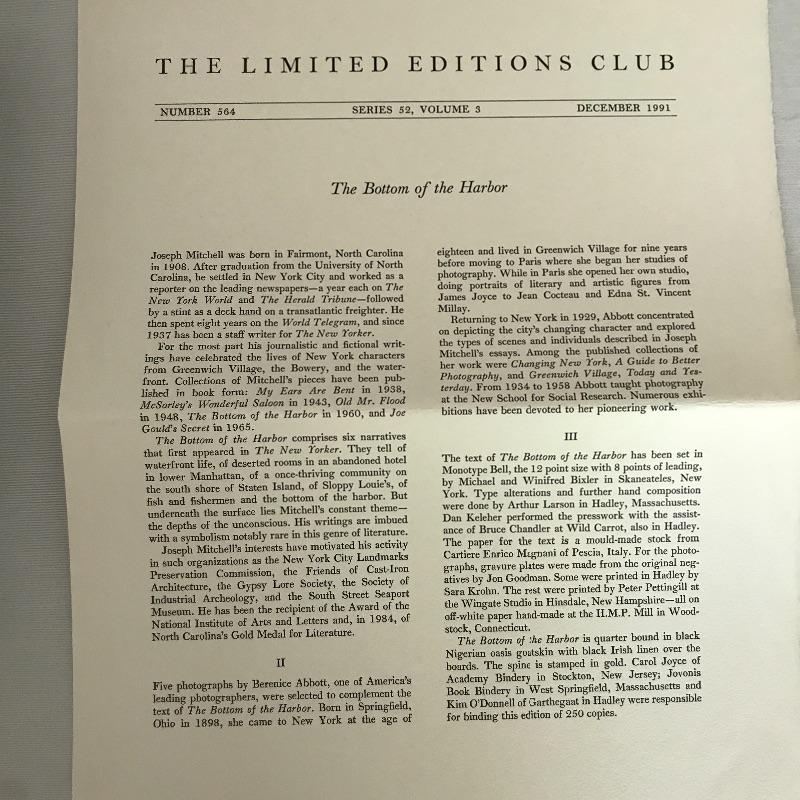 THE LIMITED EDITIONS CLUB
NUMBER 564 SERIES 52, VOLUME 3 DECEMBER 1991
The Bottom of the Harbor
Joseph Mitchell was born in Fairmont, North Carolina
in 1908. After graduation from the University of North
Carolina, he settled in New York City and worked as a
reporter on the leading newspapers—a year each on The
New York World and The Herald Tribune—followed
by a stint as a deck hand on a transatlantic freighter. He
then spent eight years on the World Telegram, and since
1937 has been a staff writer for The New Yorker.
For the most part his journalistic and fictional writ-
ings have celebrated the lives of New York characters
from Greenwich Village, the Bowery, and the water-
front. Collections of Mitchell's pieces have been pub-
lished in book form: My Ears Are Bent in 1938,
McSorley's Wonderful Saloon in 1943, Old Mr. Flood
in 1948, The Bottom of the Harbor in 1960, and Joe
Gould's Secret in 1965.
The Bottom of the Harbor comprises six narratives
that first appeared in The New Yorker. They tell of
waterfront life, of deserted rooms in an abandoned hotel
in lower Manhattan, of a once-thriving community on
the south shore of Staten Island, of Sloppy Louie's, of
fish and fishermen and the bottom of the harbor. But
underneath the surface lies Mitchell's constant theme—
the depths of the unconscious. His writings are imbued
with a symbolism notably rare in this genre of literature.
Joseph Mitchell's interests have motivated his activity
in such organizations as the New York City Landmarks
Preservation Commission, the Friends of Cast-Iron
Architecture, the Gypsy Lore Society, the Society of
Industrial Archeology, and the South Street Seaport
Museum. He has been the recipient of the Award of the
National Institute of Arts and Letters and, in 1984, of
North Carolina's Gold Medal for Literature.
II
Five photographs by Berenice Abbott, one of America's
leading photographers, were selected to complement the
text of The Bottom of the Harbor. Born in Springfield,
Ohio in 1898, she came to New York at the age of
eighteen and lived in Greenwich Village for nine years
before moving to Paris where she began her studies of
photography. While in Paris she opened her own studio,
doing portraits of literary and artistic figures from
James Joyce to Jean Cocteau and Edna St. Vincent
Millay.
Returning to New York in 1929, Abbott concentrated
on depicting the city's changing character and explored
the types of scenes and individuals described in Joseph
Mitchell's essays. Among the published collections of
her work were Changing New York, A Guide to Better
Photography, and Greenwich Village, Today and Yes-
terday. From 1934 to 1958 Abbott taught photography
at the New School for Social Research. Numerous exhi-
bitions have been devoted to her pioneering work.
III
The text of The Bottom of the Harbor has been set in
Monotype Bell, the 12 point size with 8 points of leading,
by Michael and Winifred Bixler in Skaneateles, New
York. Type alterations and further hand composition
were done by Arthur Larson in Hadley, Massachusetts.
Dan Keleher performed the presswork with the assist-
ance of Bruce Chandler at Wild Carrot, also in Hadley.
The paper for the text is a mould-made stock from
Cartiere Enrico Magnani of Pescia, Italy. For the photo-
graphs, gravure plates were made from the original neg-
atives by Jon Goodman. Some were printed in Hadley by
Sara Krohn. The rest were printed by Peter Pettingill at
the Wingate Studio in Hinsdale, New Hampshire—all on
off-white paper hand-made at the H.M.P. Mill in Wood-
stock, Connecticut.
The Bottom of the Harbor is quarter bound in black
Nigerian oasis goatskin with black Irish linen over the
boards. The spine is stamped in gold. Carol Joyce of
Academy Bindery in Stockton, New Jersey; Jovonis
Book Bindery in West Springfield, Massachusetts and
Kim O'Donnell of Garthegaat in Hadley were responsible
for binding this edition of 250 copies.